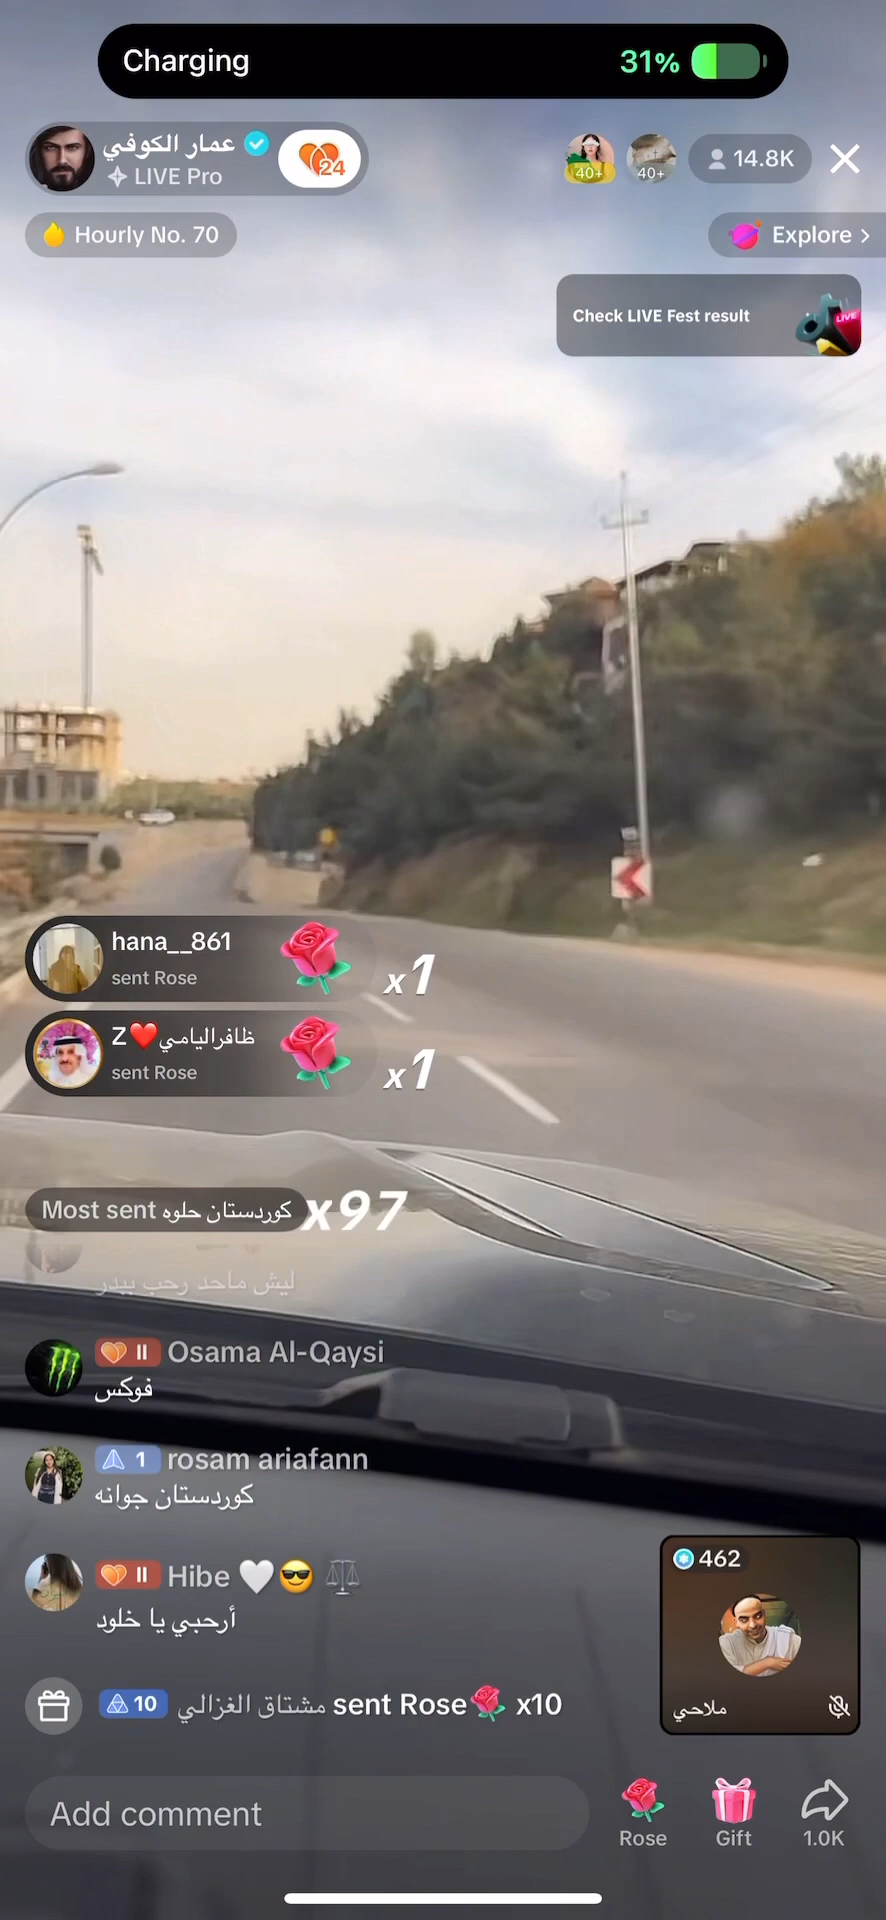 Charging
31%
عمار الكوفي
LIVE Pro
24
40+
40+
14.8K
Hourly No. 70
Explore >
Check LIVE Fest result
LIVE
hana__861
sent Rose
x1
Z❤️ظافراليامي
sent Rose
x1
Most sent كوردستان حلوه x97
ليش ماحد رحب بيدر
II Osama Al-Qaysi
فوكس
1 rosam ariafann
كوردستان جوانه
II Hibe 🤍😎⚖️
أرحبي يا خلود
10 مشتاق الغزالي sent Rose🌹 x10
462
ملاحي
Add comment
Rose
Gift
1.0K